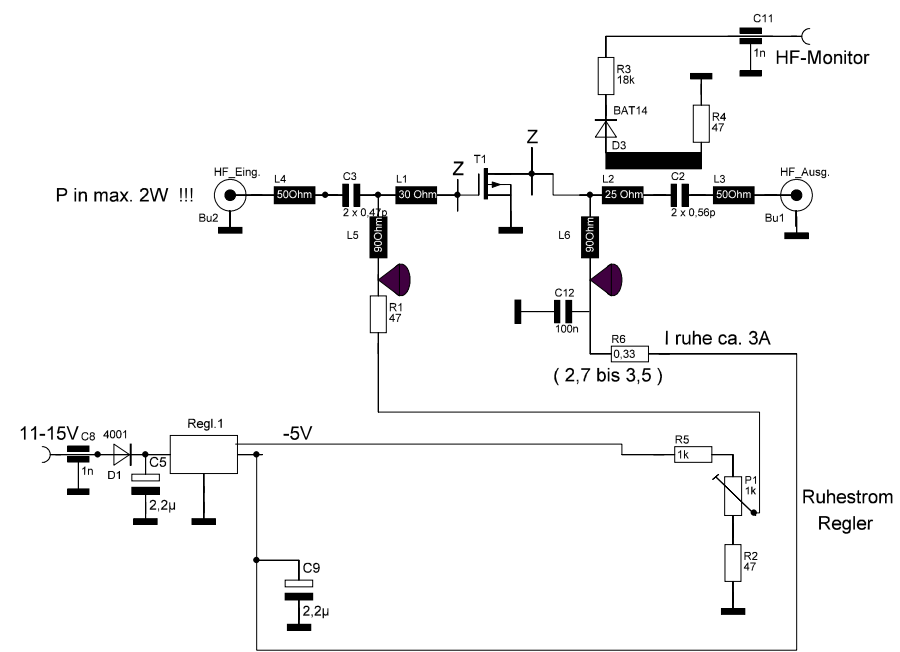 C11
1n
HF-Monitor
R3
18k
BAT14
D3
R4
47
Z
Z
T1
P in max. 2W !!!
HF_Eing.
Bu2
L4
50Ohm
C3
2 x 0,47p
L1
30 Ohm
L2
25 Ohm
C2
2 x 0,56p
L3
50Ohm
HF_Ausg.
Bu1
L5
90Ohm
L6
90Ohm
R1
47
C12
100n
R6
0,33
I ruhe ca. 3A
( 2,7 bis 3,5 )
11-15V
C8
1n
4001
D1
C5
2,2µ
Regl.1
-5V
R5
1k
P1
1k
Ruhestrom
Regler
R2
47
C9
2,2µ